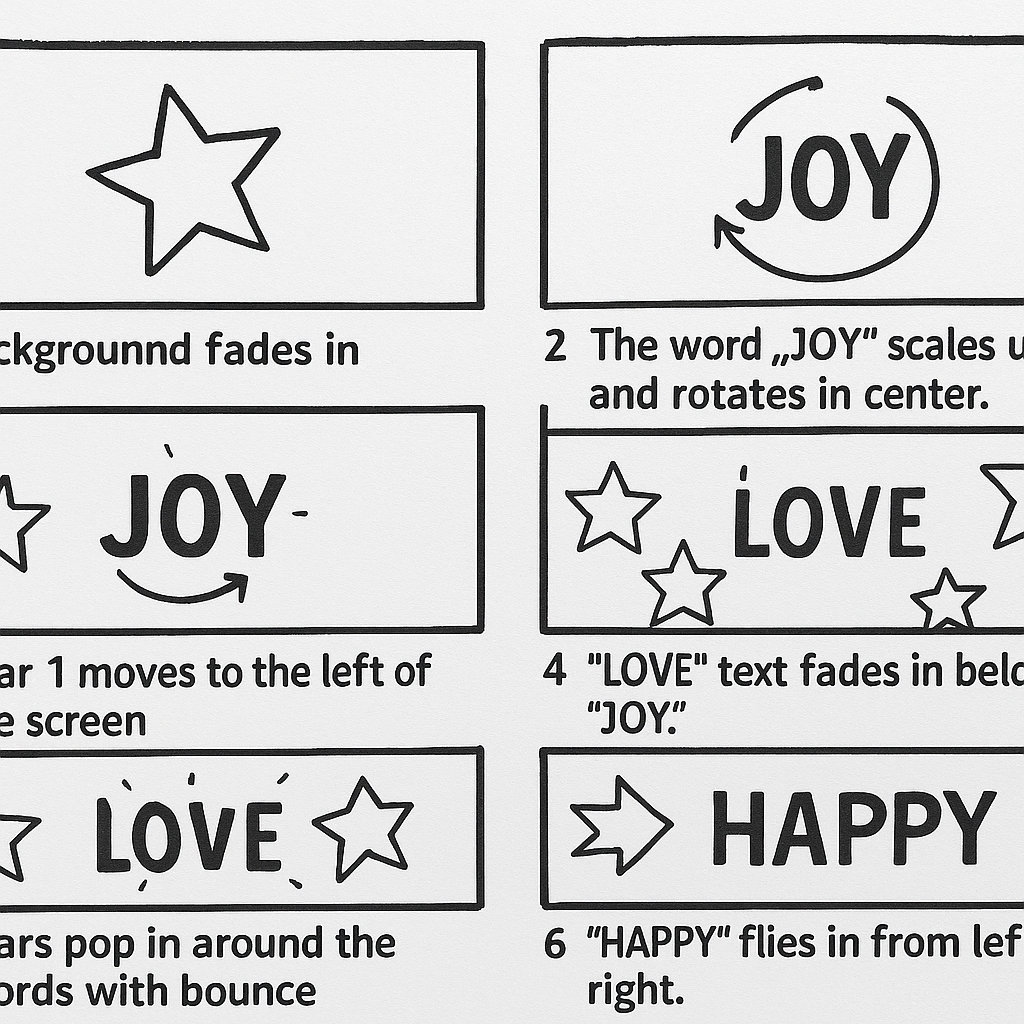 JOY
ckgrounnd fades in
2 The word „JOY" scales u
and rotates in center.
JOY
LOVE
ar 1 moves to the left of
e screen
4 "LOVE" text fades in belo
"JOY."
LOVE
HAPPY
ars pop in around the
ords with bounce
6 "HAPPY" flies in from lef
right.